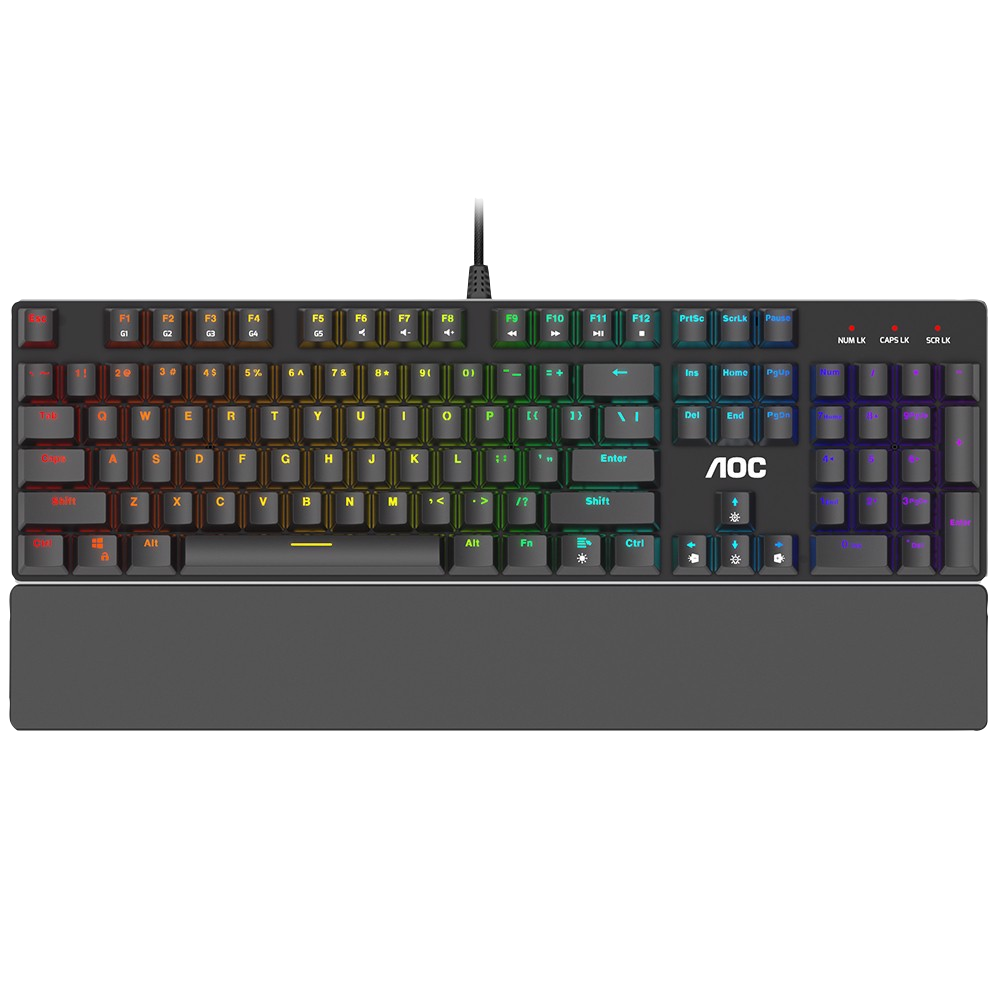 Esc F1 F2 F3 F4 F5 F6 F7 F8 F9 F10 F11 F12 PrtSc ScrLk Pause
G1 G2 G3 G4 G5
NUM LK CAPS LK SCR LK
1 ! 2 @ 3 # 4 $ 5 % 6 ^ 7 & 8 * 9 ( 0 ) - _ = + ← Ins Home PgUp Num /
Tab Q W E R T Y U I O P [ { ] } \ | Del End PgDn
Caps A S D F G H J K L ; : ' " Enter
AOC
Shift Z X C V B N M , < . > / ? Shift ↑ Enter
Ctrl Alt Alt Fn Ctrl ← ↓ →